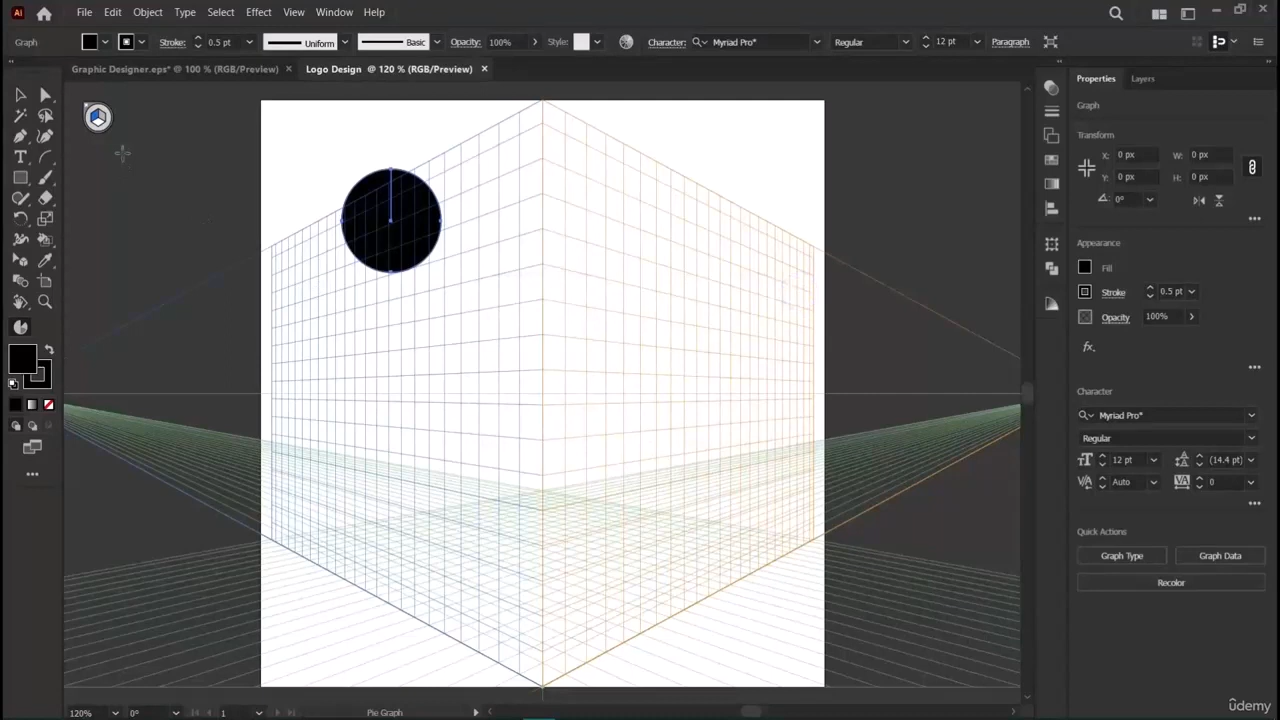 Ai File Edit Object Type Select Effect View Window Help
Graph Stroke: 0.5 pt Uniform Basic Opacity: 100% Style: Character: Myriad Pro* Regular 12 pt Paragraph
Graphic Designer.eps* @ 100 % (RGB/Preview) × Logo Design @ 120 % (RGB/Preview) ×
Properties Layers
Graph
Transform
X: 0 px W: 0 px
Y: 0 px H: 0 px
0°
Appearance
Fill
Stroke 0.5 pt
Opacity 100%
fx.
Character
Myriad Pro*
Regular
12 pt (14.4 pt)
Auto 0
Quick Actions
Graph Type Graph Data
Recolor
120% 0° 1 Pie Graph
ûdemy